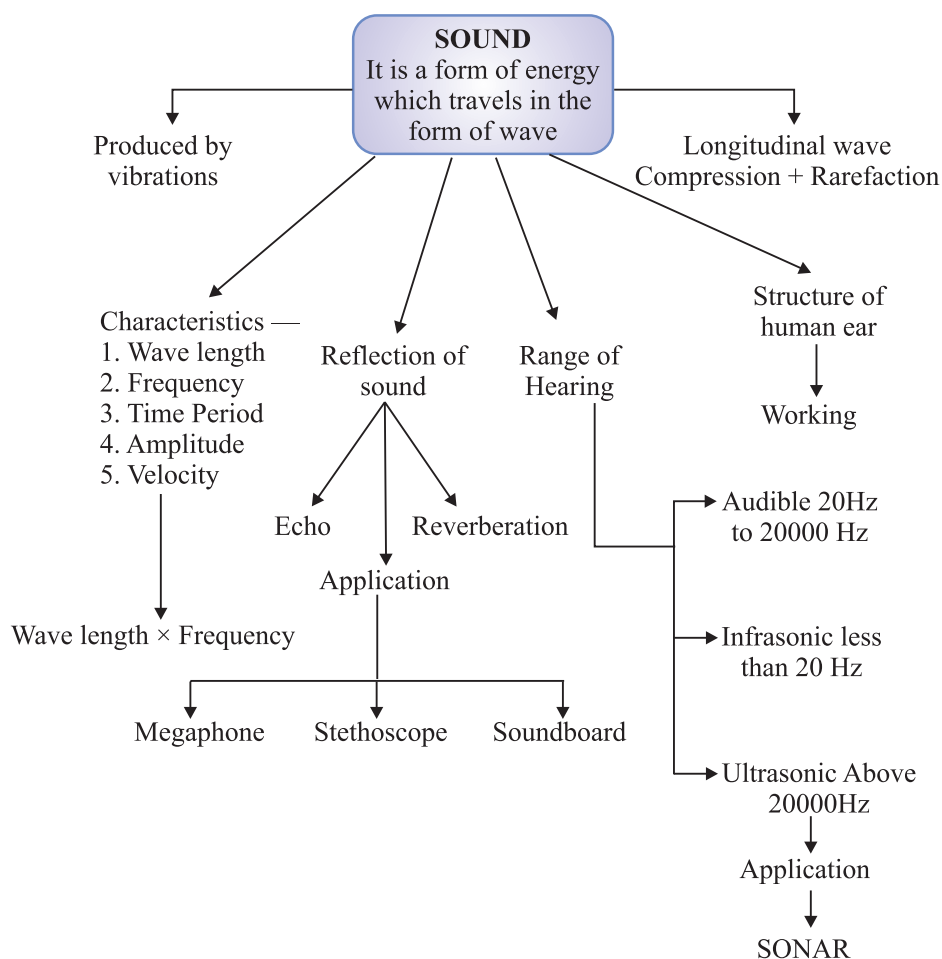 SOUND
It is a form of energy
which travels in the
form of wave
Produced by
vibrations
Longitudinal wave
Compression + Rarefaction
Characteristics —
1. Wave length
2. Frequency
3. Time Period
4. Amplitude
5. Velocity
Wave length × Frequency
Reflection of
sound
Echo
Reverberation
Application
Megaphone
Stethoscope
Soundboard
Range of
Hearing
Audible 20Hz
to 20000 Hz
Infrasonic less
than 20 Hz
Ultrasonic Above
20000Hz
Application
SONAR
Structure of
human ear
Working